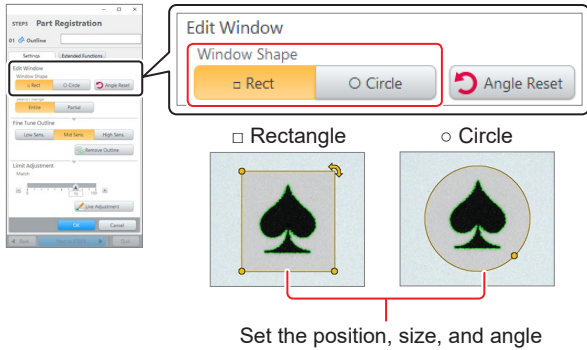 STEP3 Part Registration
01 Outline
Settings Extended Functions
Edit Window
Window Shape
□ Rect ○ Circle Angle Reset
Entire Partial
Fine Tune Outline
Low Sens. Mid Sens. High Sens.
Remove Outline
Limit Adjustment
Match
Live Adjustment
OK Cancel
Back Quit
Edit Window
Window Shape
□ Rect ○ Circle Angle Reset
□ Rectangle ○ Circle
Set the position, size, and angle